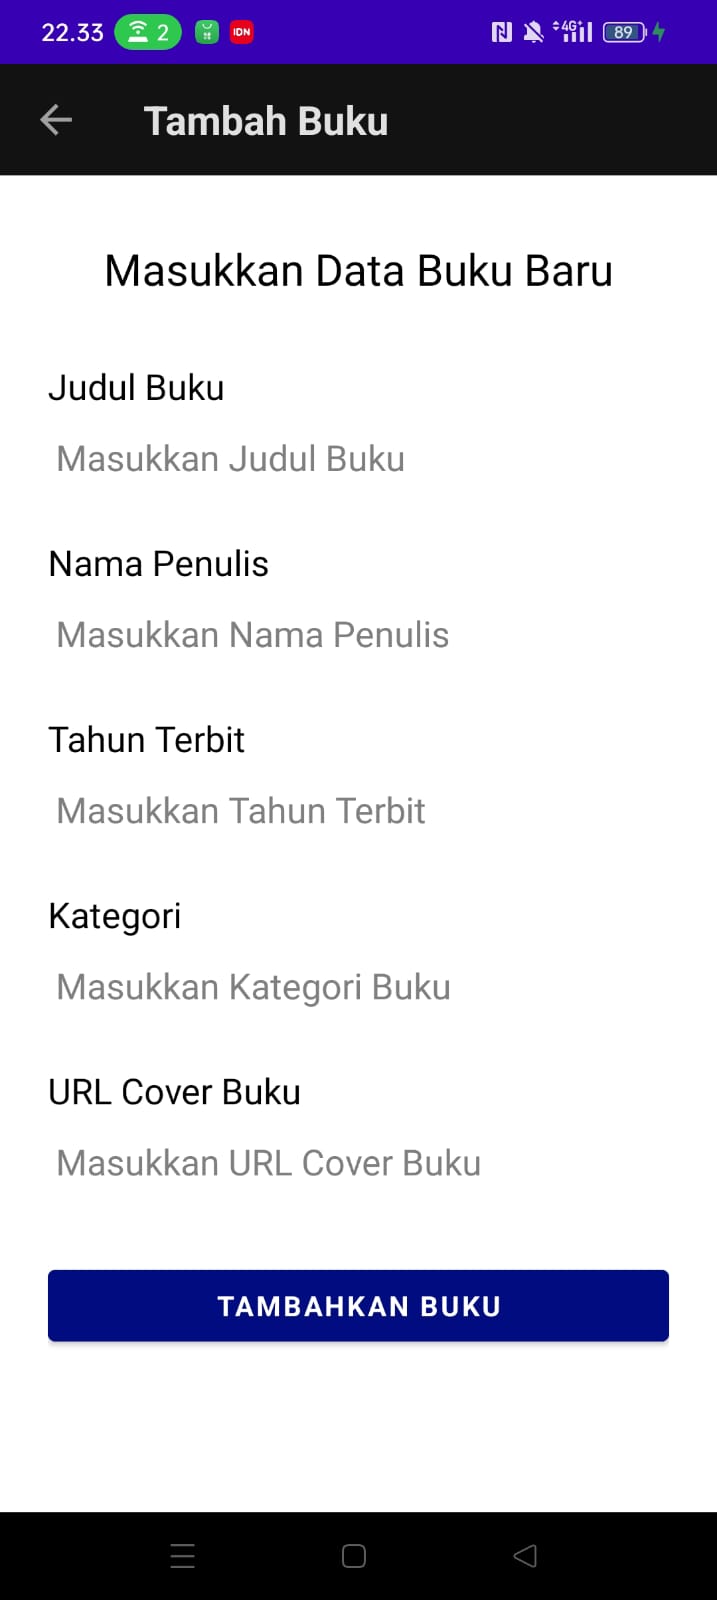 22.33 2 IDN 4G+ 89
Tambah Buku
Masukkan Data Buku Baru
Judul Buku
Masukkan Judul Buku
Nama Penulis
Masukkan Nama Penulis
Tahun Terbit
Masukkan Tahun Terbit
Kategori
Masukkan Kategori Buku
URL Cover Buku
Masukkan URL Cover Buku
TAMBAHKAN BUKU